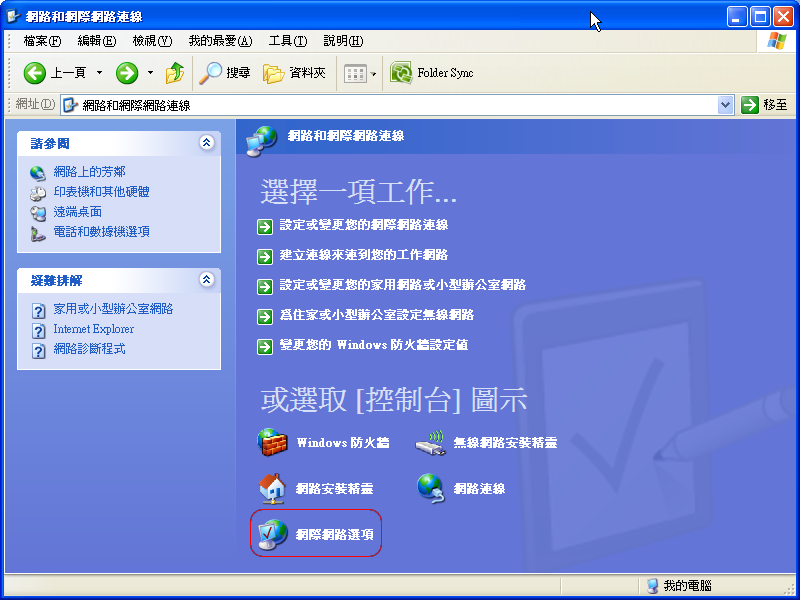 網路和網際網路連線
檔案(F) 編輯(E) 檢視(V) 我的最愛(A) 工具(T) 說明(H)
上一頁 搜尋 資料夾 Folder Sync
網址(D) 網路和網際網路連線 移至
請參閱
網路上的芳鄰
印表機和其他硬體
遠端桌面
電話和數據機選項
疑難排解
家用或小型辦公室網路
Internet Explorer
網路診斷程式
網路和網際網路連線
選擇一項工作...
設定或變更您的網際網路連線
建立連線來連到您的工作網路
設定或變更您的家用網路或小型辦公室網路
為住家或小型辦公室設定無線網路
變更您的 Windows 防火牆設定值
或選取 [控制台] 圖示
Windows 防火牆 無線網路安裝精靈
網路安裝精靈 網路連線
網際網路選項
我的電腦